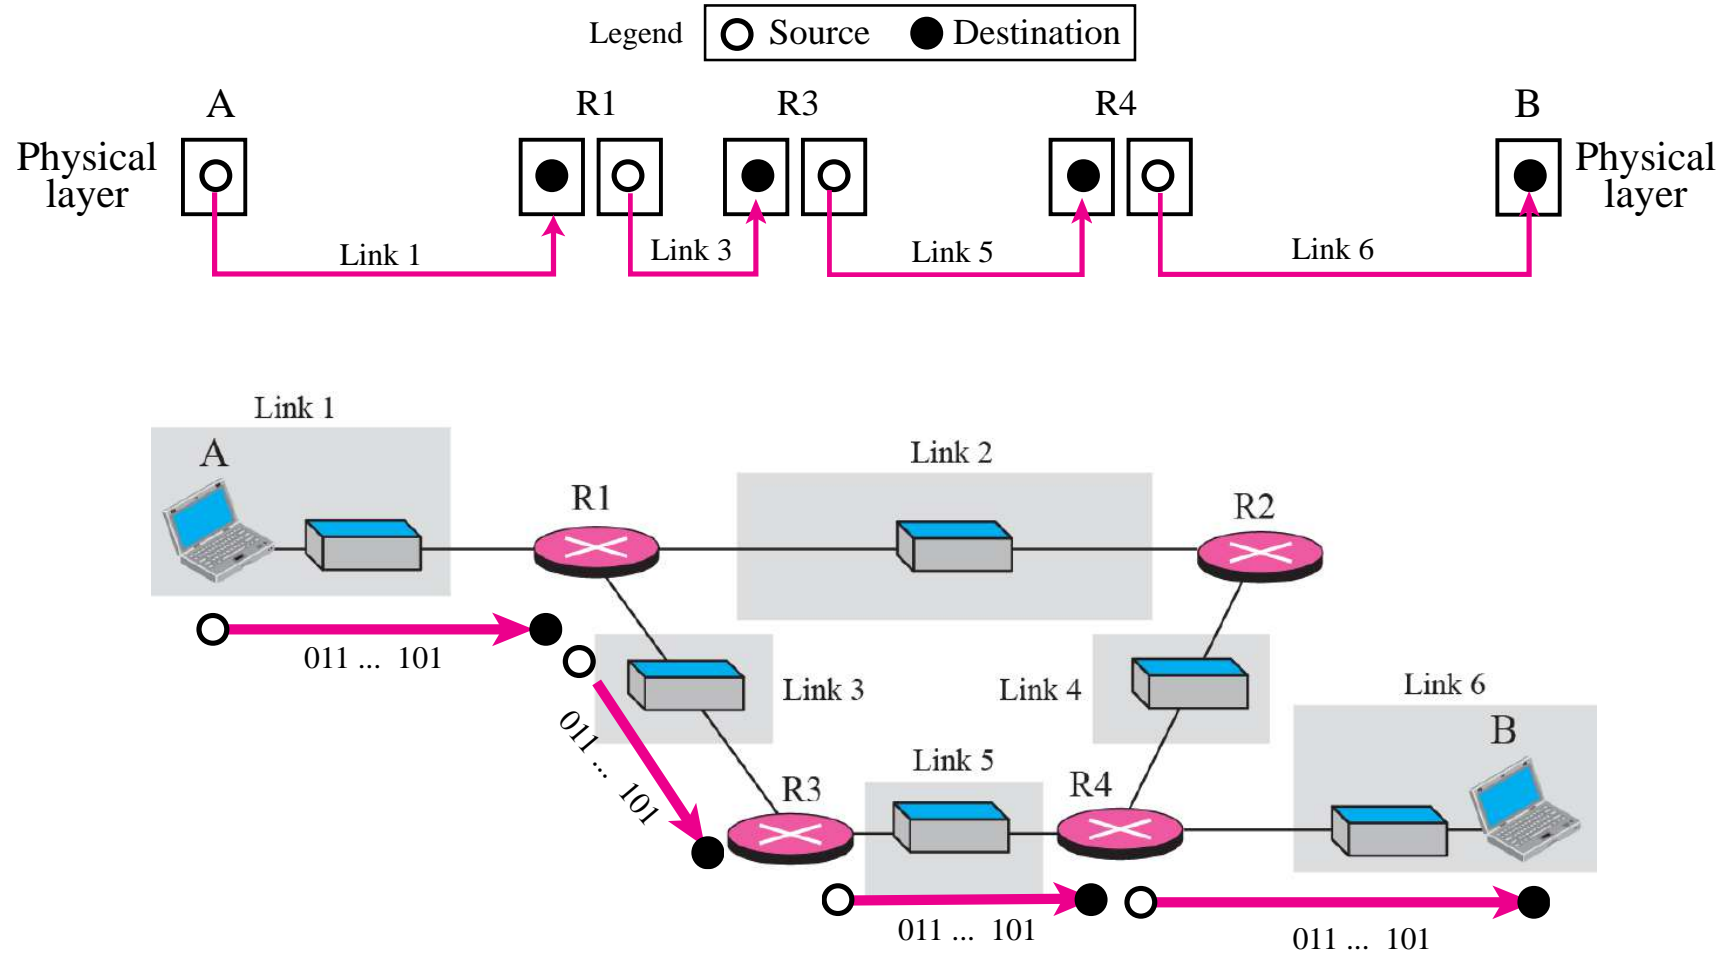 Legend Source Destination
A R1 R3 R4 B
Physical
layer
Physical
layer
Link 1 Link 3 Link 5 Link 6
Link 1
A
Link 2
R1
R2
011 ... 101
Link 3
Link 4
Link 6
011 ... 101
B
Link 5
R3
R4
011 ... 101
011 ... 101